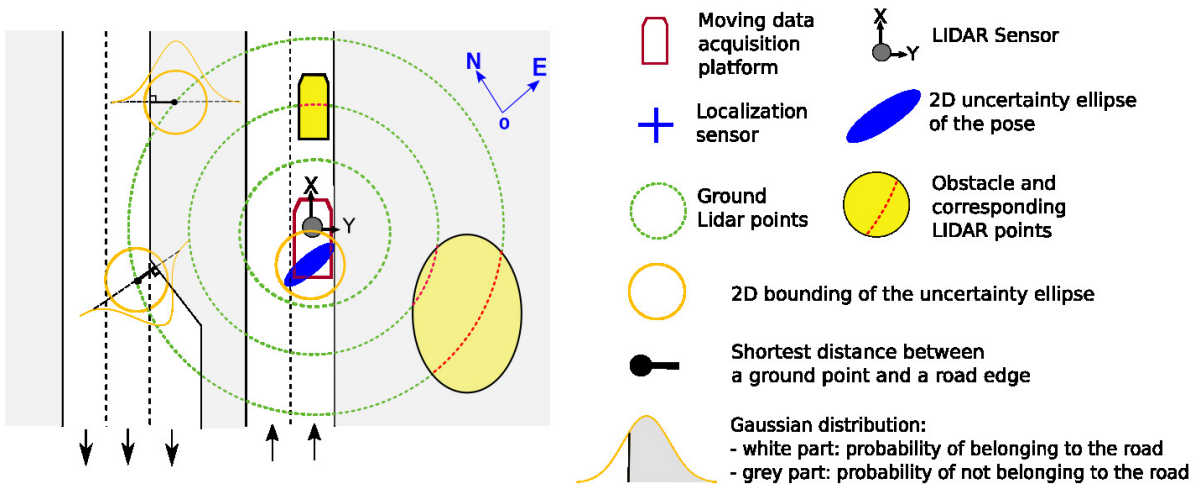 N
E
o
X
Y
Moving data
acquisition
platform
X
Y
LIDAR Sensor
Localization
sensor
2D uncertainty ellipse
of the pose
Ground
Lidar points
Obstacle and
corresponding
LIDAR points
2D bounding of the uncertainty ellipse
Shortest distance between
a ground point and a road edge
Gaussian distribution:
- white part: probability of belonging to the road
- grey part: probability of not belonging to the road